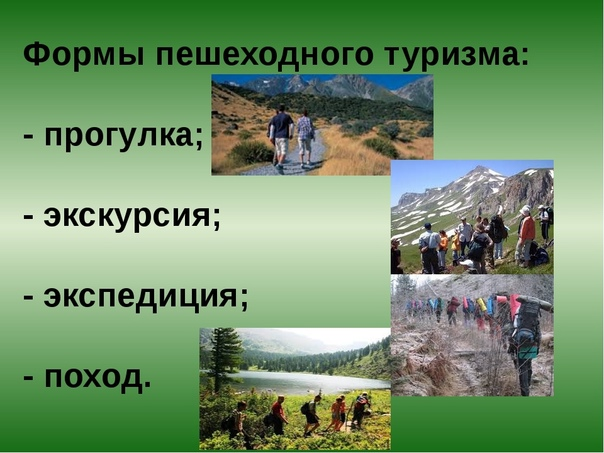 Формы пешеходного туризма:
- прогулка;
- экскурсия;
- экспедиция;
- поход.